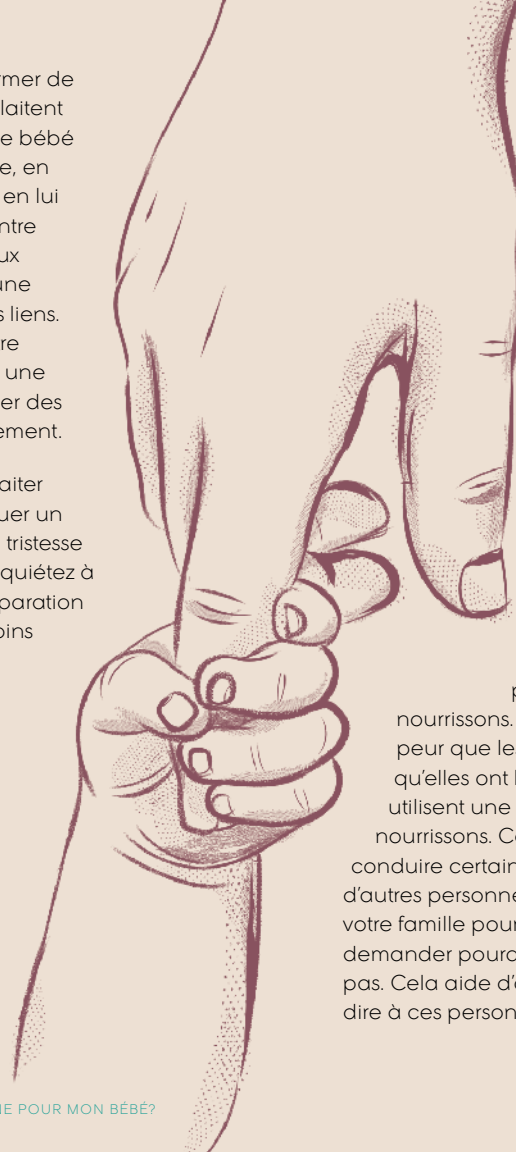 rmer de
laitent
e bébé
e, en
en lui
ntre
ux
une
s liens.
re
une
er des
ement.
aiter
uer un
tristesse
quiétez à
paration
oins
nourrissons.
peur que les
qu'elles ont
utilisent une
nourrissons. C
conduire certain
d'autres personne
votre famille pour
demander pourq
pas. Cela aide d'
dire à ces person
NE POUR MON BÉBÉ?